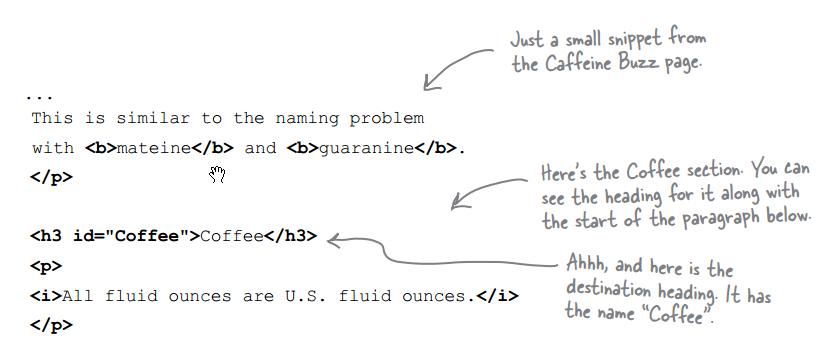 Just a small snippet from
the Caffeine Buzz page.
...
This is similar to the naming problem
with <b>mateine</b> and <b>guaranine</b>.
</p>
Here's the Coffee section. You can
see the heading for it along with
the start of the paragraph below.
<h3 id="Coffee">Coffee</h3>
<p>
Ahhh, and here is the
destination heading. It has
the name "Coffee".
<i>All fluid ounces are U.S. fluid ounces.</i>
</p>